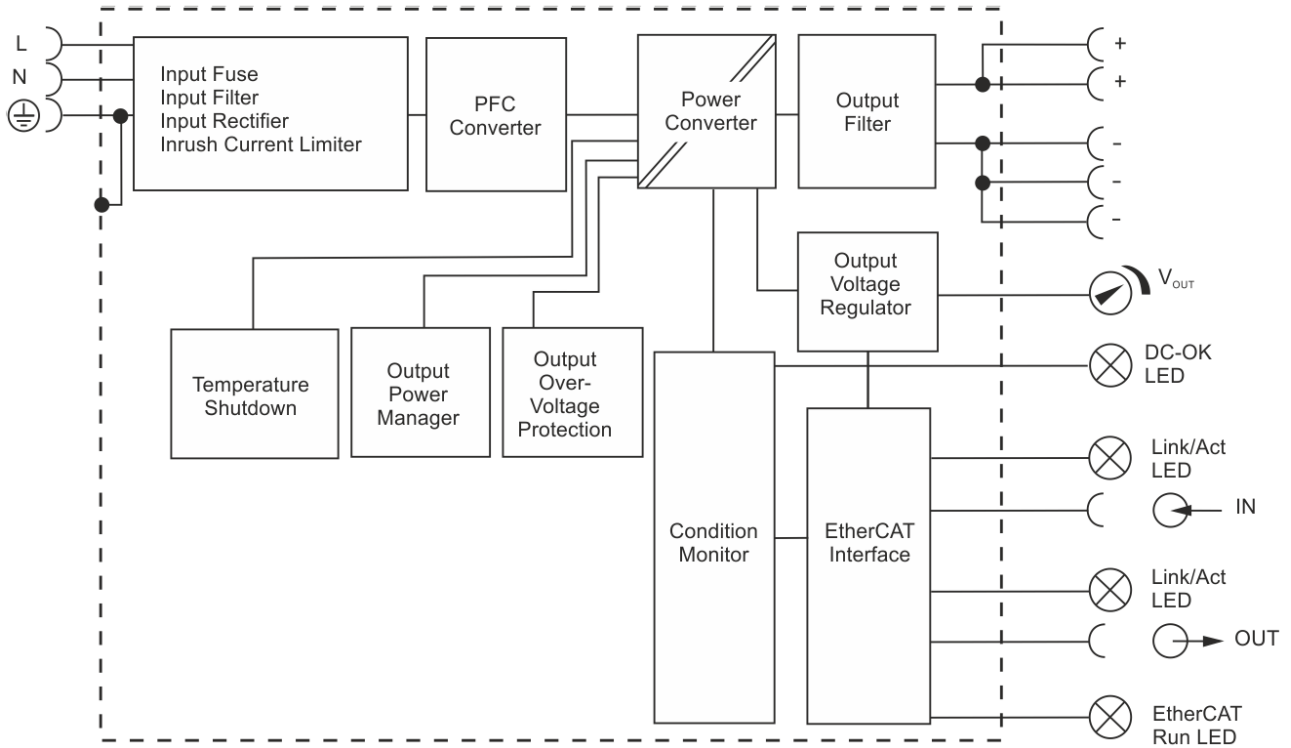 L
N
Input Fuse
Input Filter
Input Rectifier
Inrush Current Limiter
PFC
Converter
Power
Converter
Output
Filter
+
+
-
-
-
Output
Voltage
Regulator
VOUT
DC-OK
LED
Temperature
Shutdown
Output
Power
Manager
Output
Over-
Voltage
Protection
Condition
Monitor
EtherCAT
Interface
Link/Act
LED
IN
Link/Act
LED
OUT
EtherCAT
Run LED